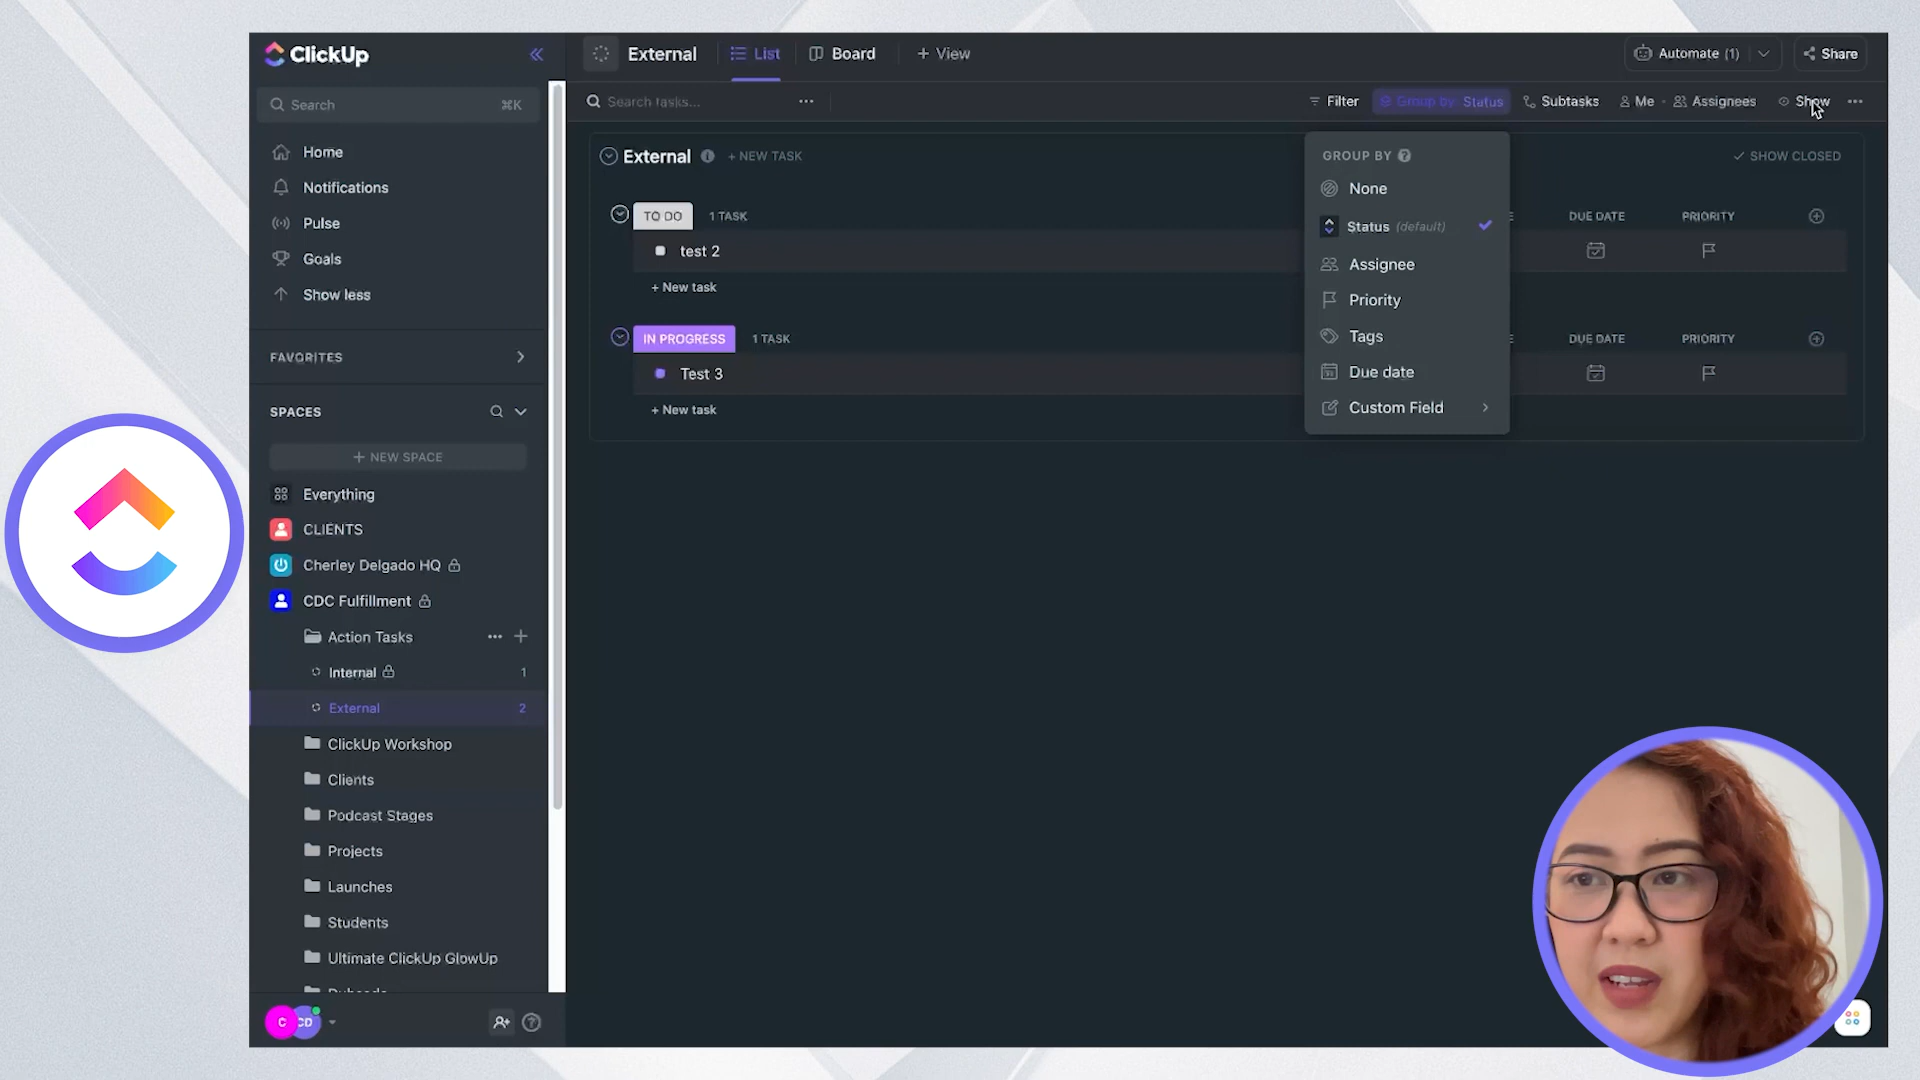 ClickUp
Search ⌘K
Home
Notifications
Pulse
Goals
Show less
FAVORITES
SPACES
+ NEW SPACE
Everything
CLIENTS
Cherley Delgado HQ
CDC Fulfillment
Action Tasks
Internal 1
External 2
ClickUp Workshop
Clients
Podcast Stages
Projects
Launches
Students
Ultimate ClickUp GlowUp
C CD
External List Board + View
Automate (1) Share
Search tasks...
Filter Group by: Status Subtasks Me Assignees Show
External + NEW TASK
SHOW CLOSED
TO DO 1 TASK
DUE DATE PRIORITY
test 2
+ New task
IN PROGRESS 1 TASK
DUE DATE PRIORITY
Test 3
+ New task
GROUP BY
None
Status (default)
Assignee
Priority
Tags
Due date
Custom Field